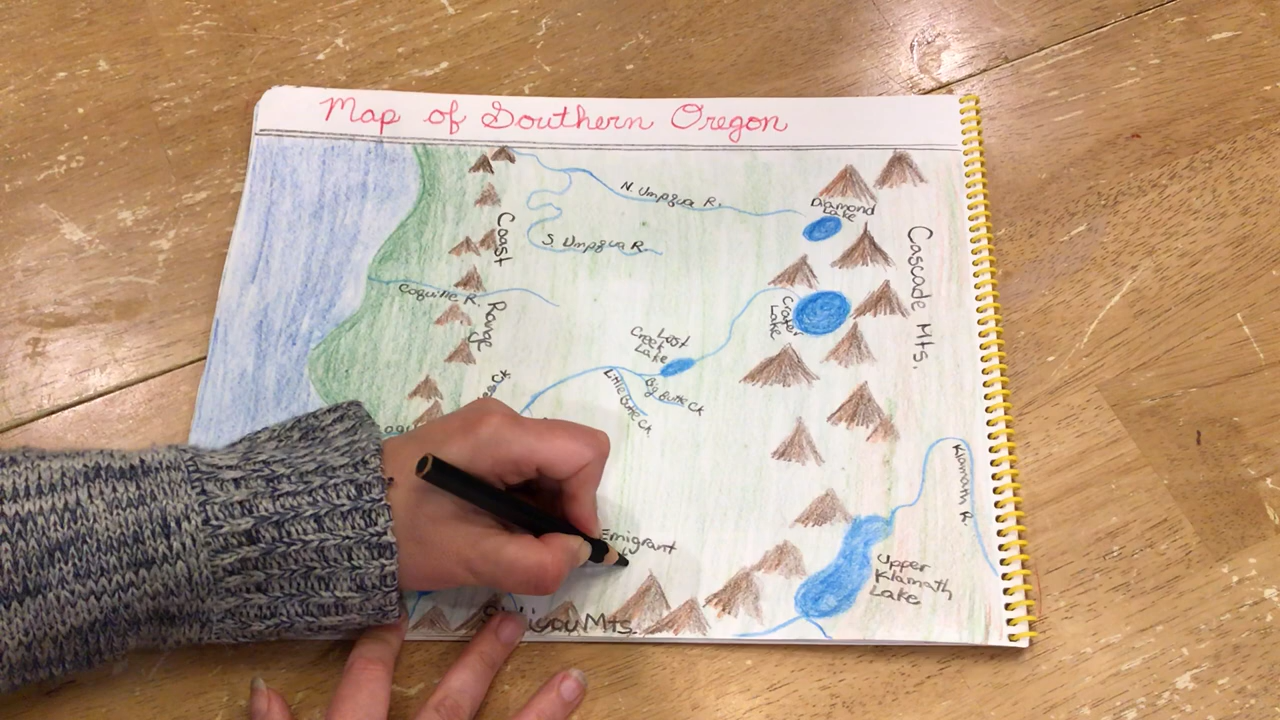 Map of Southern Oregon
N. Umpqua R.
Diamond
Lake
Coast Range
S. Umpqua R.
Cascade Mts.
Coquille R.
Crater
Lake
Lost
Creek
Lake
Big Butte Ck
Little Butte Ck
Klamath R.
Emigrant
L
Upper
Klamath
Lake
Mts.